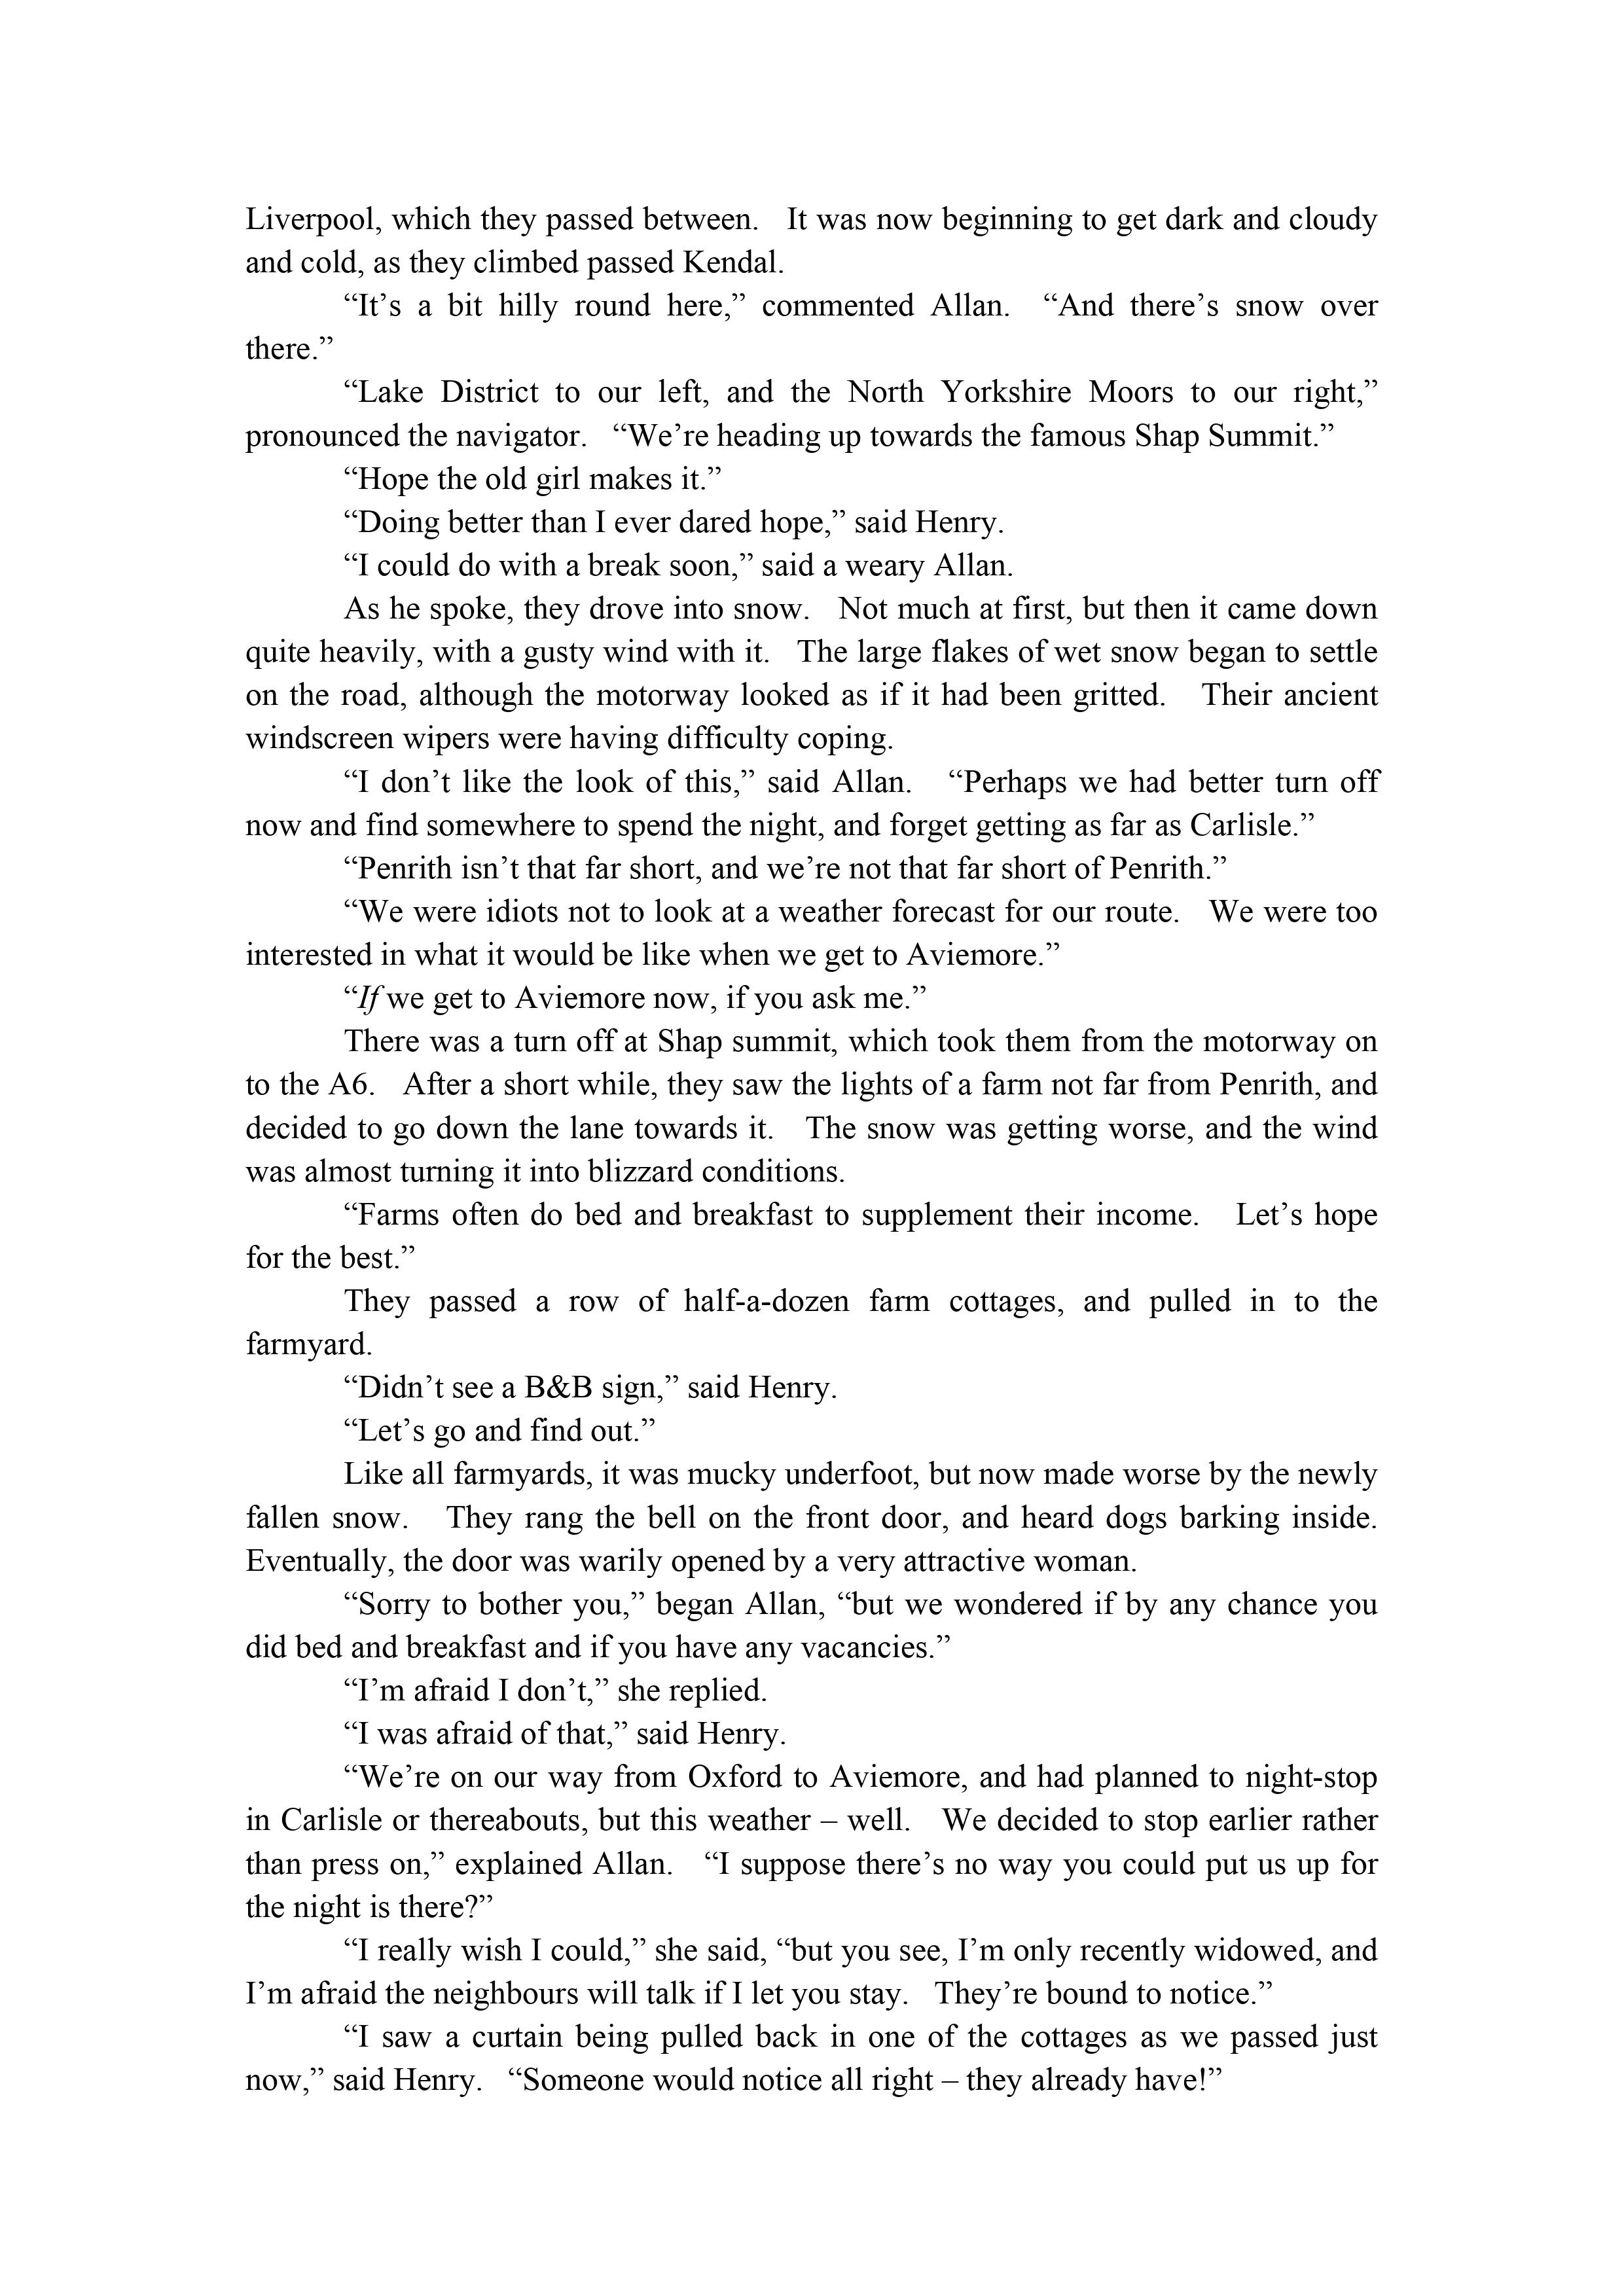 Liverpool, which they passed between.   It was now beginning to get dark and cloudy
and cold, as they climbed passed Kendal.
“It’s a bit hilly round here,” commented Allan.   “And there’s snow over
there.”
“Lake District to our left, and the North Yorkshire Moors to our right,”
pronounced the navigator.   “We’re heading up towards the famous Shap Summit.”
“Hope the old girl makes it.”
“Doing better than I ever dared hope,” said Henry.
“I could do with a break soon,” said a weary Allan.
As he spoke, they drove into snow.   Not much at first, but then it came down
quite heavily, with a gusty wind with it.   The large flakes of wet snow began to settle
on the road, although the motorway looked as if it had been gritted.   Their ancient
windscreen wipers were having difficulty coping.
“I don’t like the look of this,” said Allan.   “Perhaps we had better turn off
now and find somewhere to spend the night, and forget getting as far as Carlisle.”
“Penrith isn’t that far short, and we’re not that far short of Penrith.”
“We were idiots not to look at a weather forecast for our route.   We were too
interested in what it would be like when we get to Aviemore.”
“If we get to Aviemore now, if you ask me.”
There was a turn off at Shap summit, which took them from the motorway on
to the A6.   After a short while, they saw the lights of a farm not far from Penrith, and
decided to go down the lane towards it.   The snow was getting worse, and the wind
was almost turning it into blizzard conditions.
“Farms often do bed and breakfast to supplement their income.   Let’s hope
for the best.”
They passed a row of half-a-dozen farm cottages, and pulled in to the
farmyard.
“Didn’t see a B&B sign,” said Henry.
“Let’s go and find out.”
Like all farmyards, it was mucky underfoot, but now made worse by the newly
fallen snow.   They rang the bell on the front door, and heard dogs barking inside.
Eventually, the door was warily opened by a very attractive woman.
“Sorry to bother you,” began Allan, “but we wondered if by any chance you
did bed and breakfast and if you have any vacancies.”
“I’m afraid I don’t,” she replied.
“I was afraid of that,” said Henry.
“We’re on our way from Oxford to Aviemore, and had planned to night-stop
in Carlisle or thereabouts, but this weather – well.   We decided to stop earlier rather
than press on,” explained Allan.   “I suppose there’s no way you could put us up for
the night is there?”
“I really wish I could,” she said, “but you see, I’m only recently widowed, and
I’m afraid the neighbours will talk if I let you stay.   They’re bound to notice.”
“I saw a curtain being pulled back in one of the cottages as we passed just
now,” said Henry.   “Someone would notice all right – they already have!”